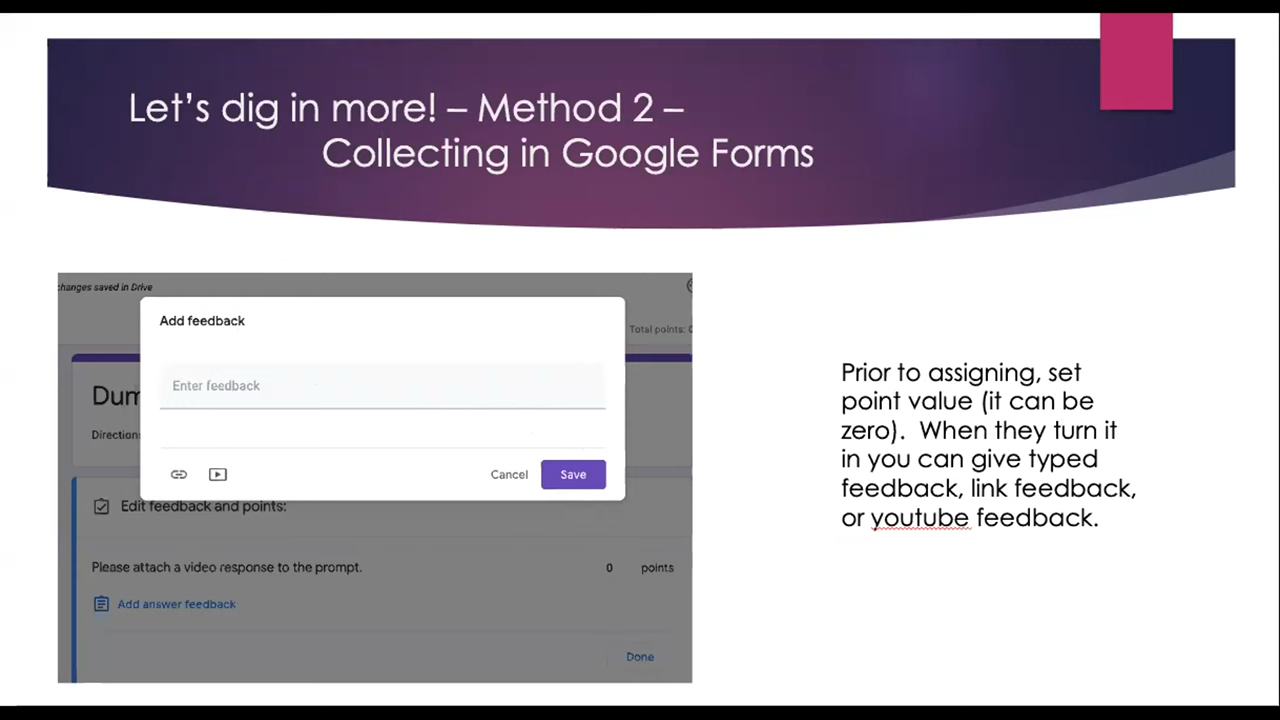 Let's dig in more! – Method 2 –
Collecting in Google Forms
changes saved in Drive
Add feedback
Total points:
Enter feedback
Dum
Directions
Cancel
Save
Edit feedback and points:
Please attach a video response to the prompt.
0 points
Add answer feedback
Done
Prior to assigning, set
point value (it can be
zero). When they turn it
in you can give typed
feedback, link feedback,
or youtube feedback.